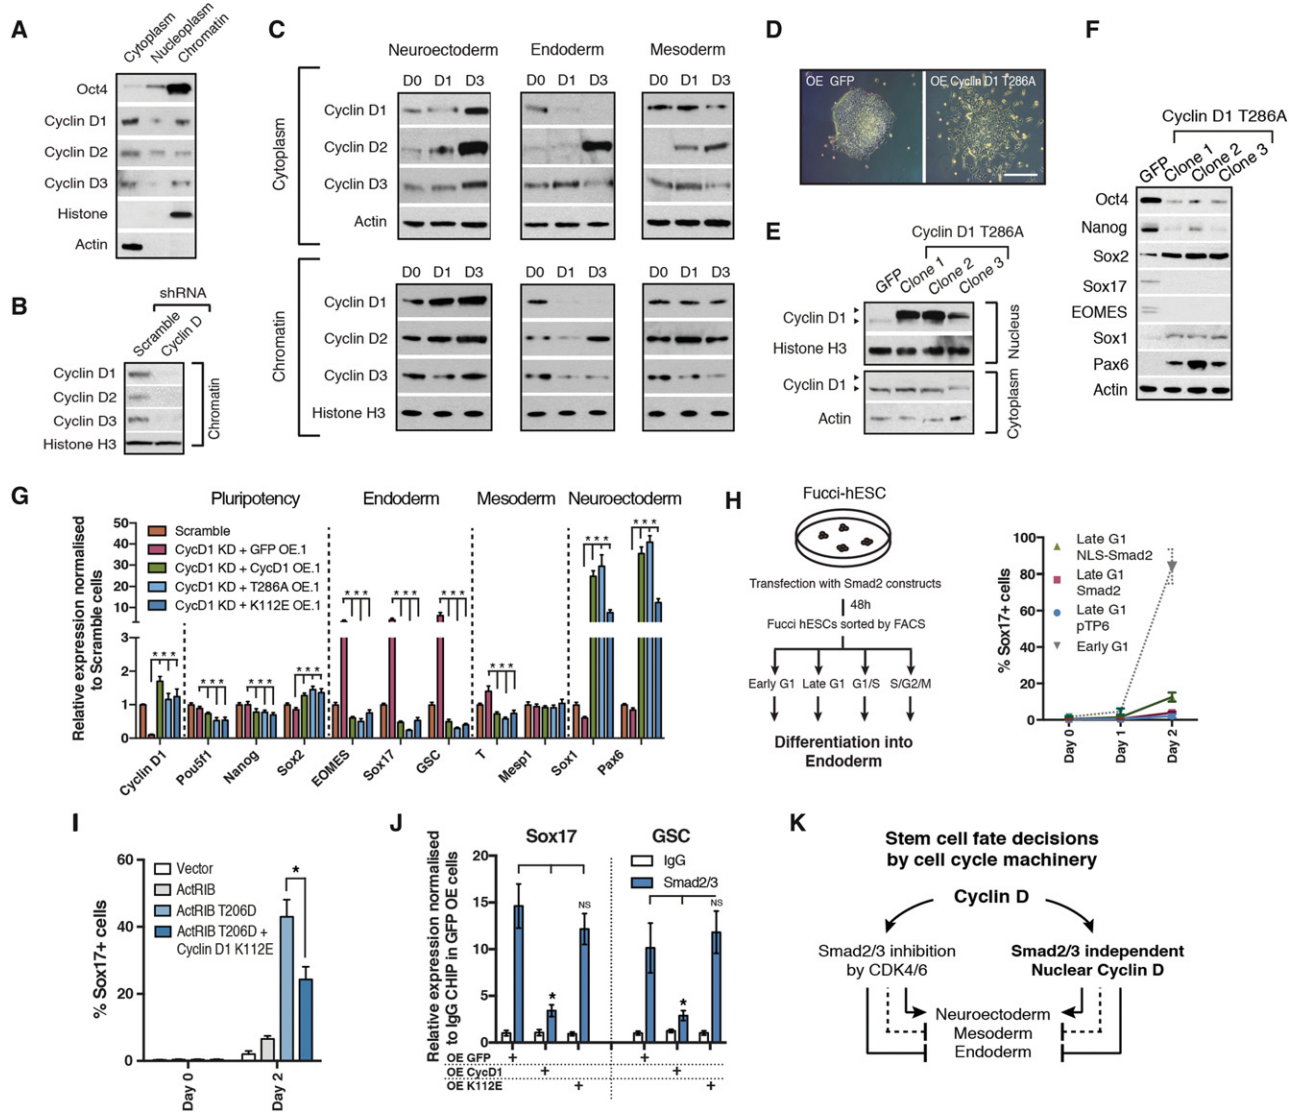 A
Cytoplasm
Nucleoplasm
Chromatin
Oct4
Cyclin D1
Cyclin D2
Cyclin D3
Histone
Actin
B
shRNA
Scramble
Cyclin D
Cyclin D1
Cyclin D2
Cyclin D3
Histone H3
Chromatin
C
Neuroectoderm Endoderm Mesoderm
D0 D1 D3 D0 D1 D3 D0 D1 D3
Cytoplasm
Cyclin D1
Cyclin D2
Cyclin D3
Actin
D0 D1 D3 D0 D1 D3 D0 D1 D3
Chromatin
Cyclin D1
Cyclin D2
Cyclin D3
Histone H3
D
OE GFP OE Cyclin D1 T286A
E
Cyclin D1 T286A
GFP
Clone 1
Clone 2
Clone 3
Cyclin D1
Histone H3
Nucleus
Cyclin D1
Actin
Cytoplasm
F
Cyclin D1 T286A
GFP
Clone 1
Clone 2
Clone 3
Oct4
Nanog
Sox2
Sox17
EOMES
Sox1
Pax6
Actin
G
Pluripotency Endoderm Mesoderm Neuroectoderm
Relative expression normalised
to Scramble cells
50
40
30
20
10
3
2
1
0
Scramble
CycD1 KD + GFP OE.1
CycD1 KD + CycD1 OE.1
CycD1 KD + T286A OE.1
CycD1 KD + K112E OE.1
* * *
* * *
* * *
* * *
* * *
* * *
* * *
* * *
* * *
* * *
Cyclin D1
Pou5f1
Nanog
Sox2
EOMES
Sox17
GSC
T
Mesp1
Sox1
Pax6
H
Fucci-hESC
Transfection with Smad2 constructs
48h
Fucci hESCs sorted by FACS
Early G1 Late G1 G1/S S/G2/M
Differentiation into
Endoderm
% Sox17+ cells
100
80
60
40
20
0
Late G1
NLS-Smad2
Late G1
Smad2
Late G1
pTP6
Early G1
Day 0
Day 1
Day 2
I
% Sox17+ cells
60
40
20
0
Vector
ActRIB
ActRIB T206D
ActRIB T206D +
Cyclin D1 K112E
*
Day 0
Day 2
J
Sox17 GSC
Relative expression normalised
to IgG CHIP in GFP OE cells
20
15
10
5
0
IgG
Smad2/3
* NS * NS
OE GFP + +
OE CycD1 + +
OE K112E + +
K
Stem cell fate decisions
by cell cycle machinery
Cyclin D
Smad2/3 inhibition
by CDK4/6
Smad2/3 independent
Nuclear Cyclin D
Neuroectoderm
Mesoderm
Endoderm